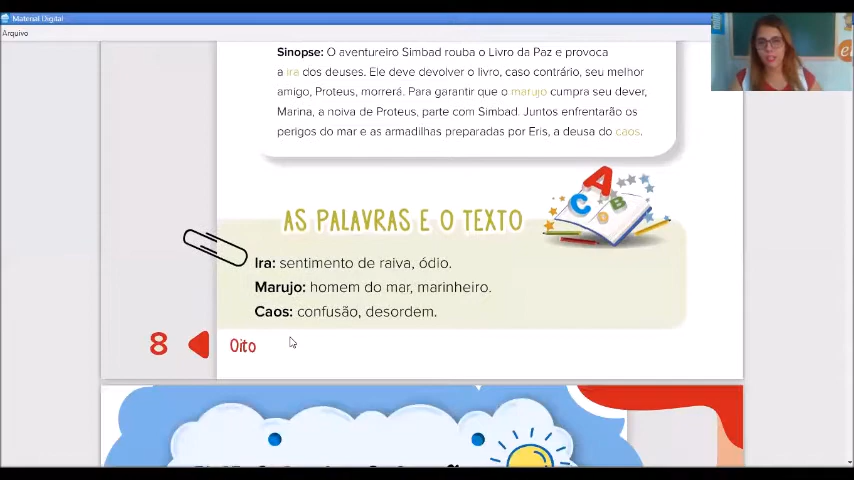 Material Digital
Arquivo
Sinopse: O aventureiro Simbad rouba o Livro da Paz e provoca
a ira dos deuses. Ele deve devolver o livro, caso contrário, seu melhor
amigo, Proteus, morrerá. Para garantir que o marujo cumpra seu dever,
Marina, a noiva de Proteus, parte com Simbad. Juntos enfrentarão os
perigos do mar e as armadilhas preparadas por Eris, a deusa do caos.
A
C B
AS PALAVRAS E O TEXTO
Ira: sentimento de raiva, ódio.
Marujo: homem do mar, marinheiro.
Caos: confusão, desordem.
8 Oito